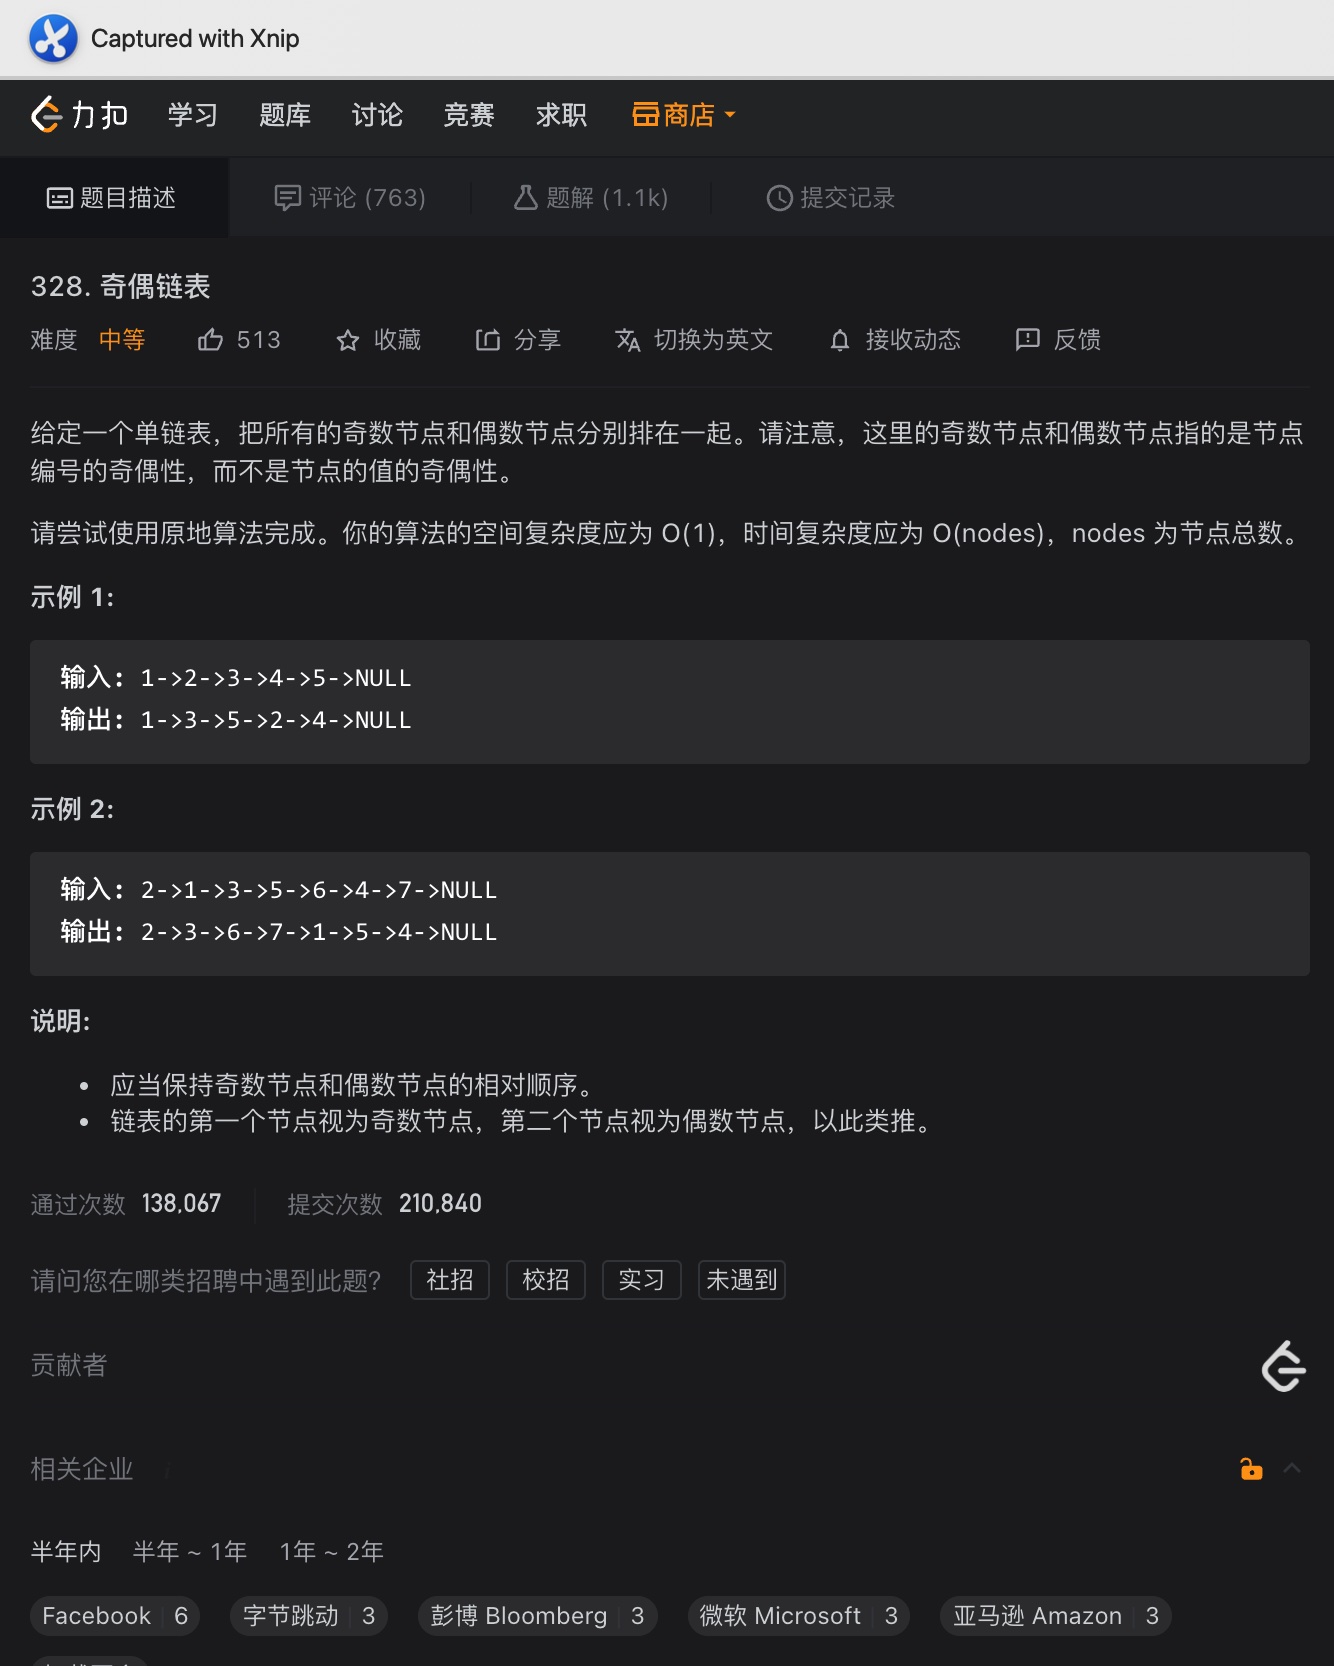 Captured with Xnip
力扣 学习 题库 讨论 竞赛 求职 商店
题目描述 评论 (763) 题解 (1.1k) 提交记录
328. 奇偶链表
难度 中等 513 收藏 分享 切换为英文 接收动态 反馈
给定一个单链表，把所有的奇数节点和偶数节点分别排在一起。请注意，这里的奇数节点和偶数节点指的是节点
编号的奇偶性，而不是节点的值的奇偶性。
请尝试使用原地算法完成。你的算法的空间复杂度应为 O(1)，时间复杂度应为 O(nodes)，nodes 为节点总数。
示例 1:
输入: 1->2->3->4->5->NULL
输出: 1->3->5->2->4->NULL
示例 2:
输入: 2->1->3->5->6->4->7->NULL
输出: 2->3->6->7->1->5->4->NULL
说明:
• 应当保持奇数节点和偶数节点的相对顺序。
• 链表的第一个节点视为奇数节点，第二个节点视为偶数节点，以此类推。
通过次数 138,067 提交次数 210,840
请问您在哪类招聘中遇到此题? 社招 校招 实习 未遇到
贡献者
相关企业
半年内 半年 ~ 1年 1年 ~ 2年
Facebook 6 字节跳动 3 彭博 Bloomberg 3 微软 Microsoft 3 亚马逊 Amazon 3